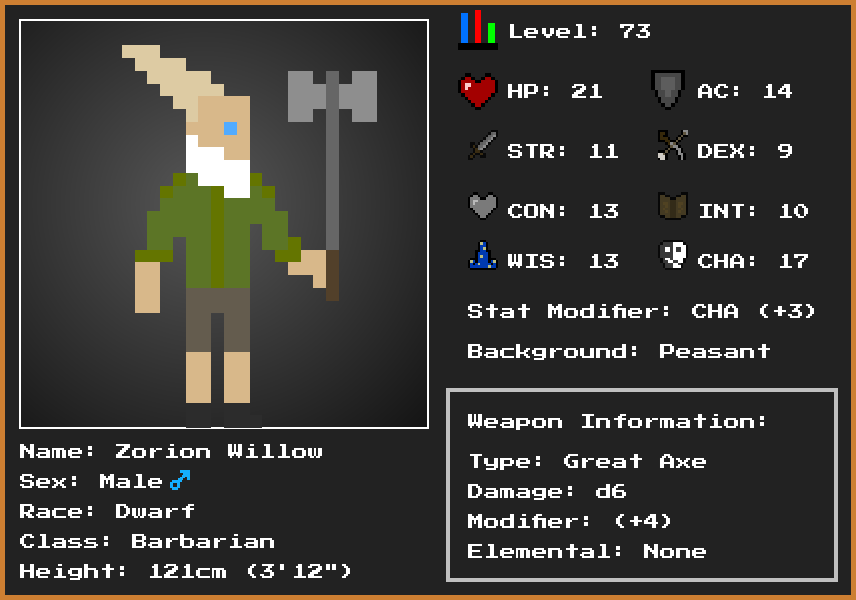 Level: 73
HP: 21
AC: 14
STR: 11
DEX: 9
CON: 13
INT: 10
WIS: 13
CHA: 17
Stat Modifier: CHA (+3)
Background: Peasant
Weapon Information:
Type: Great Axe
Damage: d6
Modifier: (+4)
Elemental: None
Name: Zorion Willow
Sex: Male ♂
Race: Dwarf
Class: Barbarian
Height: 121cm (3'12")